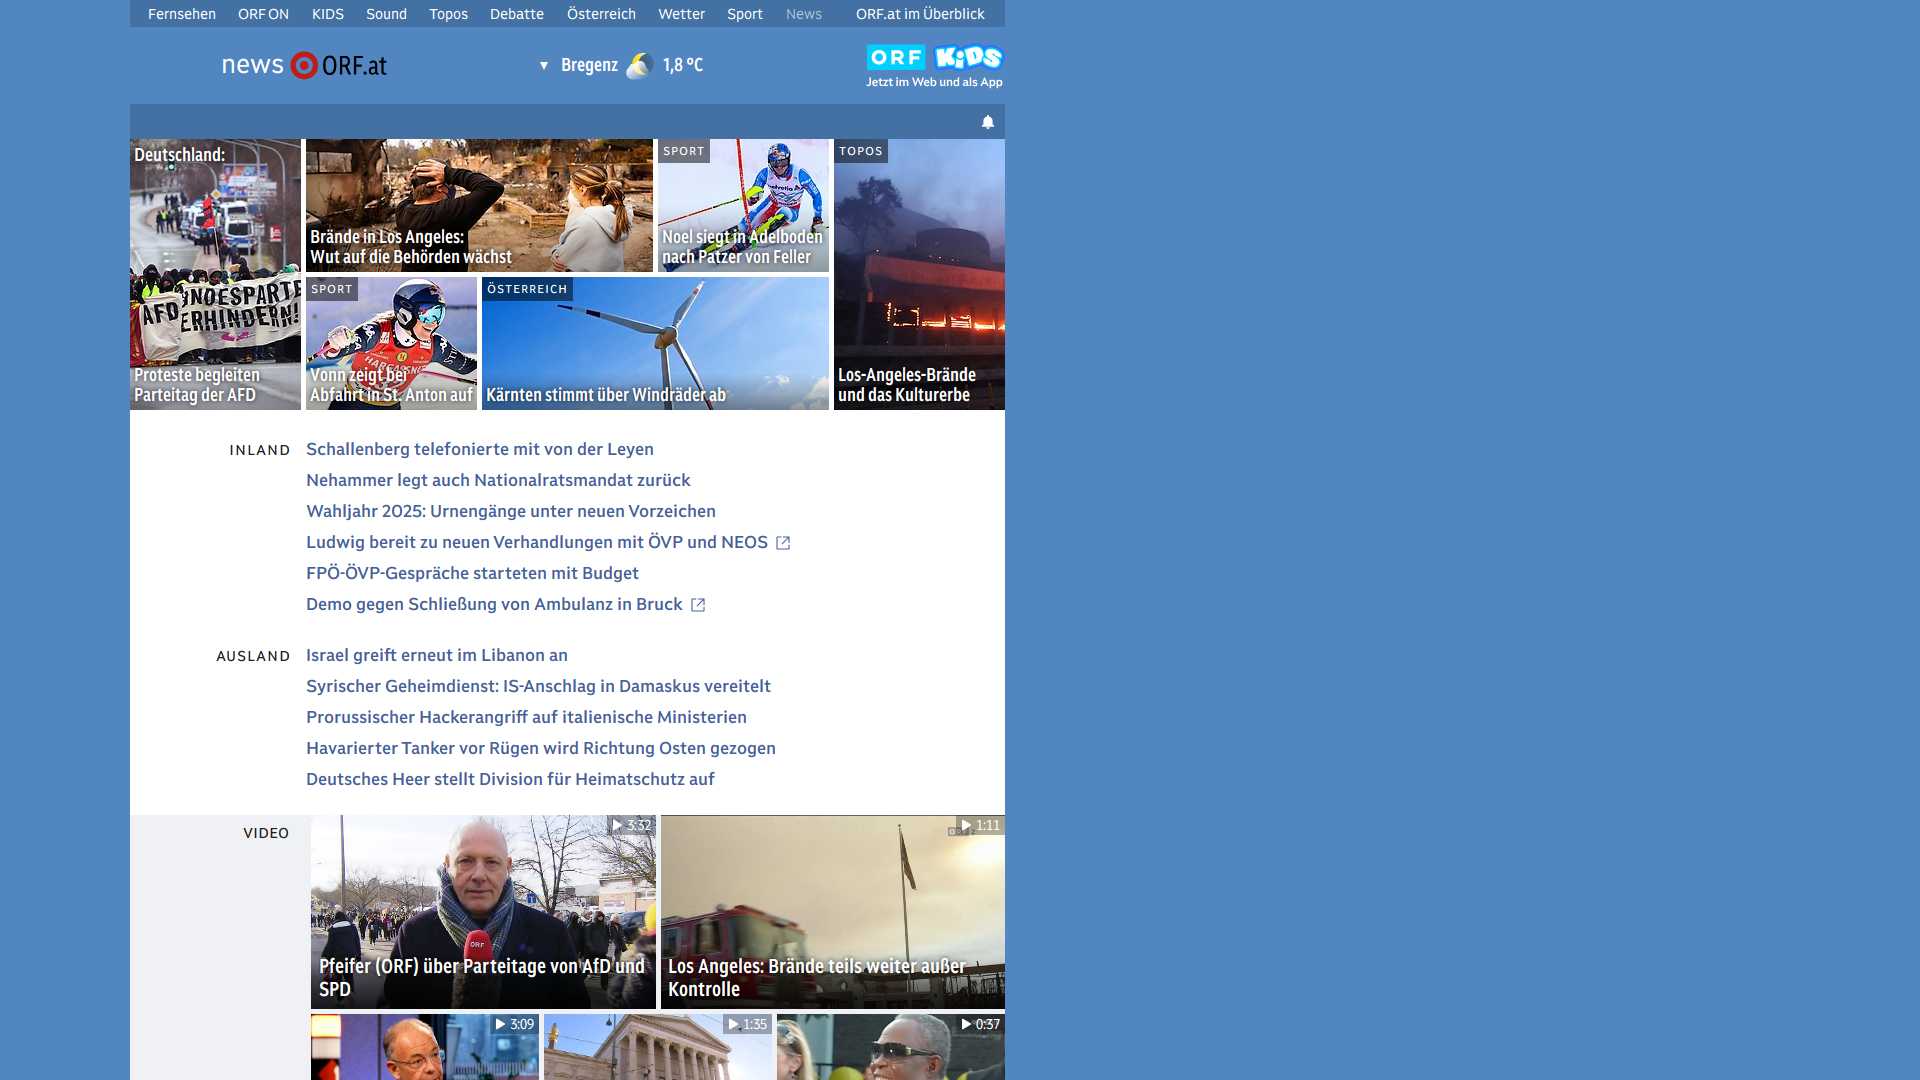 Fernsehen ORF ON KIDS Sound Topos Debatte Österreich Wetter Sport News ORF.at im Überblick
news ORF.at
Bregenz 1,8 °C
ORF KiDS
Jetzt im Web und als App
Deutschland:
AFD
ERHINDERN!
Proteste begleiten
Parteitag der AFD
Brände in Los Angeles:
Wut auf die Behörden wächst
SPORT
Noel siegt in Adelboden
nach Patzer von Feller
TOPOS
Los-Angeles-Brände
und das Kulturerbe
SPORT
Vonn zeigt bei
Abfahrt in St. Anton auf
ÖSTERREICH
Kärnten stimmt über Windräder ab
INLAND
Schallenberg telefonierte mit von der Leyen
Nehammer legt auch Nationalratsmandat zurück
Wahljahr 2025: Urnengänge unter neuen Vorzeichen
Ludwig bereit zu neuen Verhandlungen mit ÖVP und NEOS
FPÖ-ÖVP-Gespräche starteten mit Budget
Demo gegen Schließung von Ambulanz in Bruck
AUSLAND
Israel greift erneut im Libanon an
Syrischer Geheimdienst: IS-Anschlag in Damaskus vereitelt
Prorussischer Hackerangriff auf italienische Ministerien
Havarierter Tanker vor Rügen wird Richtung Osten gezogen
Deutsches Heer stellt Division für Heimatschutz auf
VIDEO
3:32
ORF
Pfeifer (ORF) über Parteitage von AfD und
SPD
1:11
Los Angeles: Brände teils weiter außer
Kontrolle
3:09
1:35
0:37